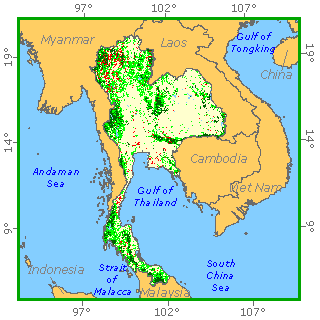 97° 102° 107°
Myanmar
Laos
Gulf of
Tongking
19°
19°
China
14°
Cambodia
Andaman
Sea
Viet Nam
Gulf of
Thailand
9°
9°
Indonesia
Strait
of
Malacca
South
China
Sea
Malaysia
97° 102° 107°